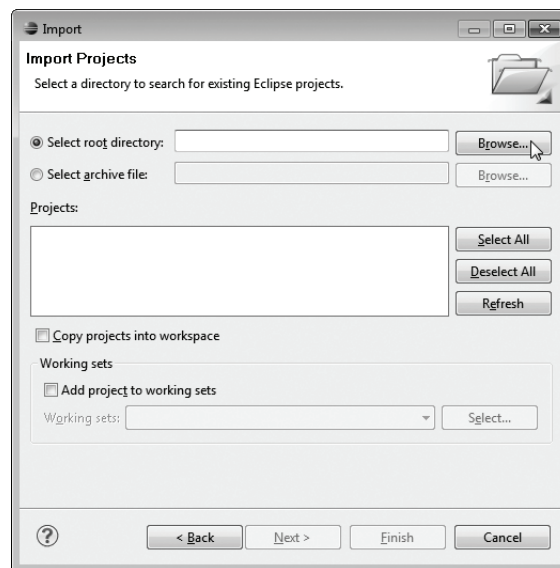 Import
Import Projects
Select a directory to search for existing Eclipse projects.
Select root directory:
Browse...
Select archive file:
Browse...
Projects:
Select All
Deselect All
Refresh
Copy projects into workspace
Working sets
Add project to working sets
Working sets:
Select...
?
< Back
Next >
Finish
Cancel